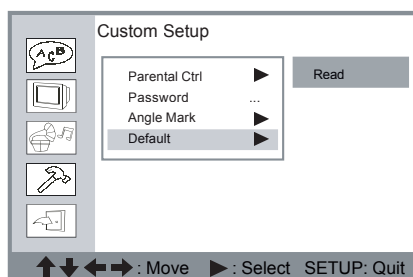 Custom Setup
A C B
Parental Ctrl ▶ Read
Password ...
Angle Mark ▶
Default ▶
: Move ▶ : Select SETUP: Quit